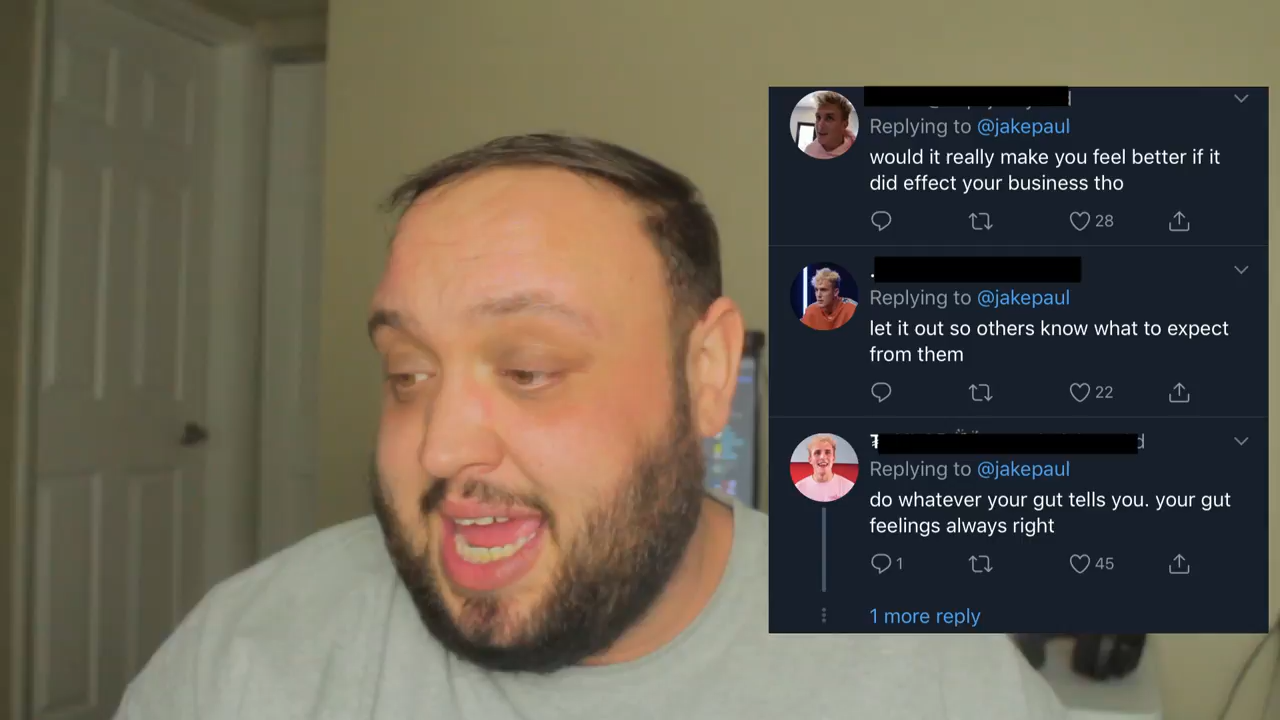 Replying to @jakepaul
would it really make you feel better if it
did effect your business tho
28
Replying to @jakepaul
let it out so others know what to expect
from them
22
Replying to @jakepaul
do whatever your gut tells you. your gut
feelings always right
1 45
1 more reply